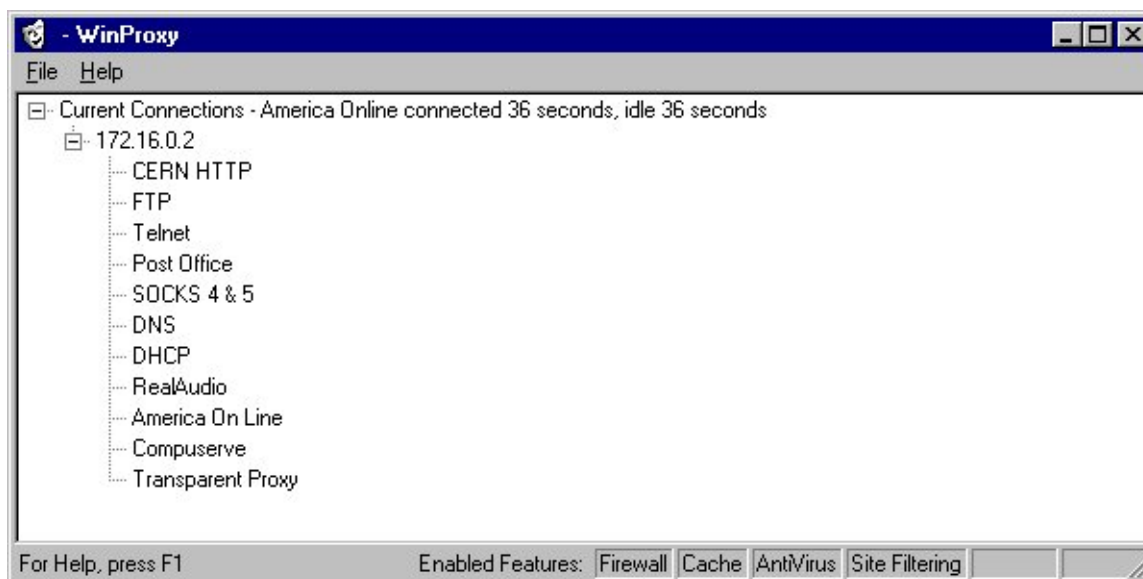 - WinProxy
File Help
Current Connections - America Online connected 36 seconds, idle 36 seconds
172.16.0.2
CERN HTTP
FTP
Telnet
Post Office
SOCKS 4 & 5
DNS
DHCP
RealAudio
America On Line
Compuserve
Transparent Proxy
For Help, press F1 Enabled Features: Firewall Cache AntiVirus Site Filtering